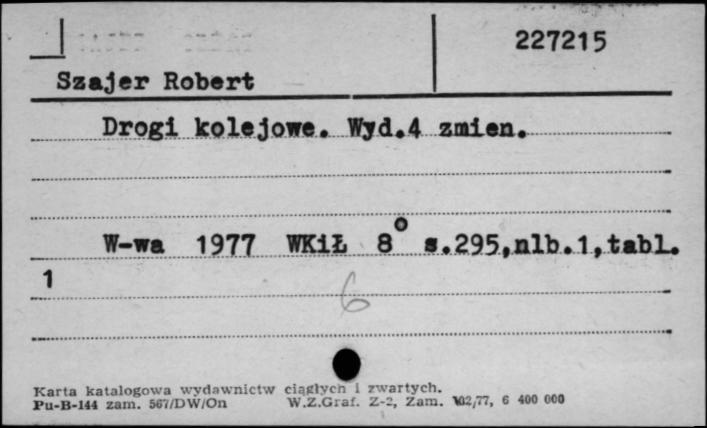 227215
Szajer Robert
Drogi kolejowe. Wyd.4 zmien.
W-wa 1977 WKiŁ 8° s.295,nlb.1,tabl.
1
6
Karta katalogowa wydawnictw ciągłych i zwartych.
Pu-B-144 zam. 567/DW/On W.Z.Graf. Z-2, Zam. 102/77, 6 400 000